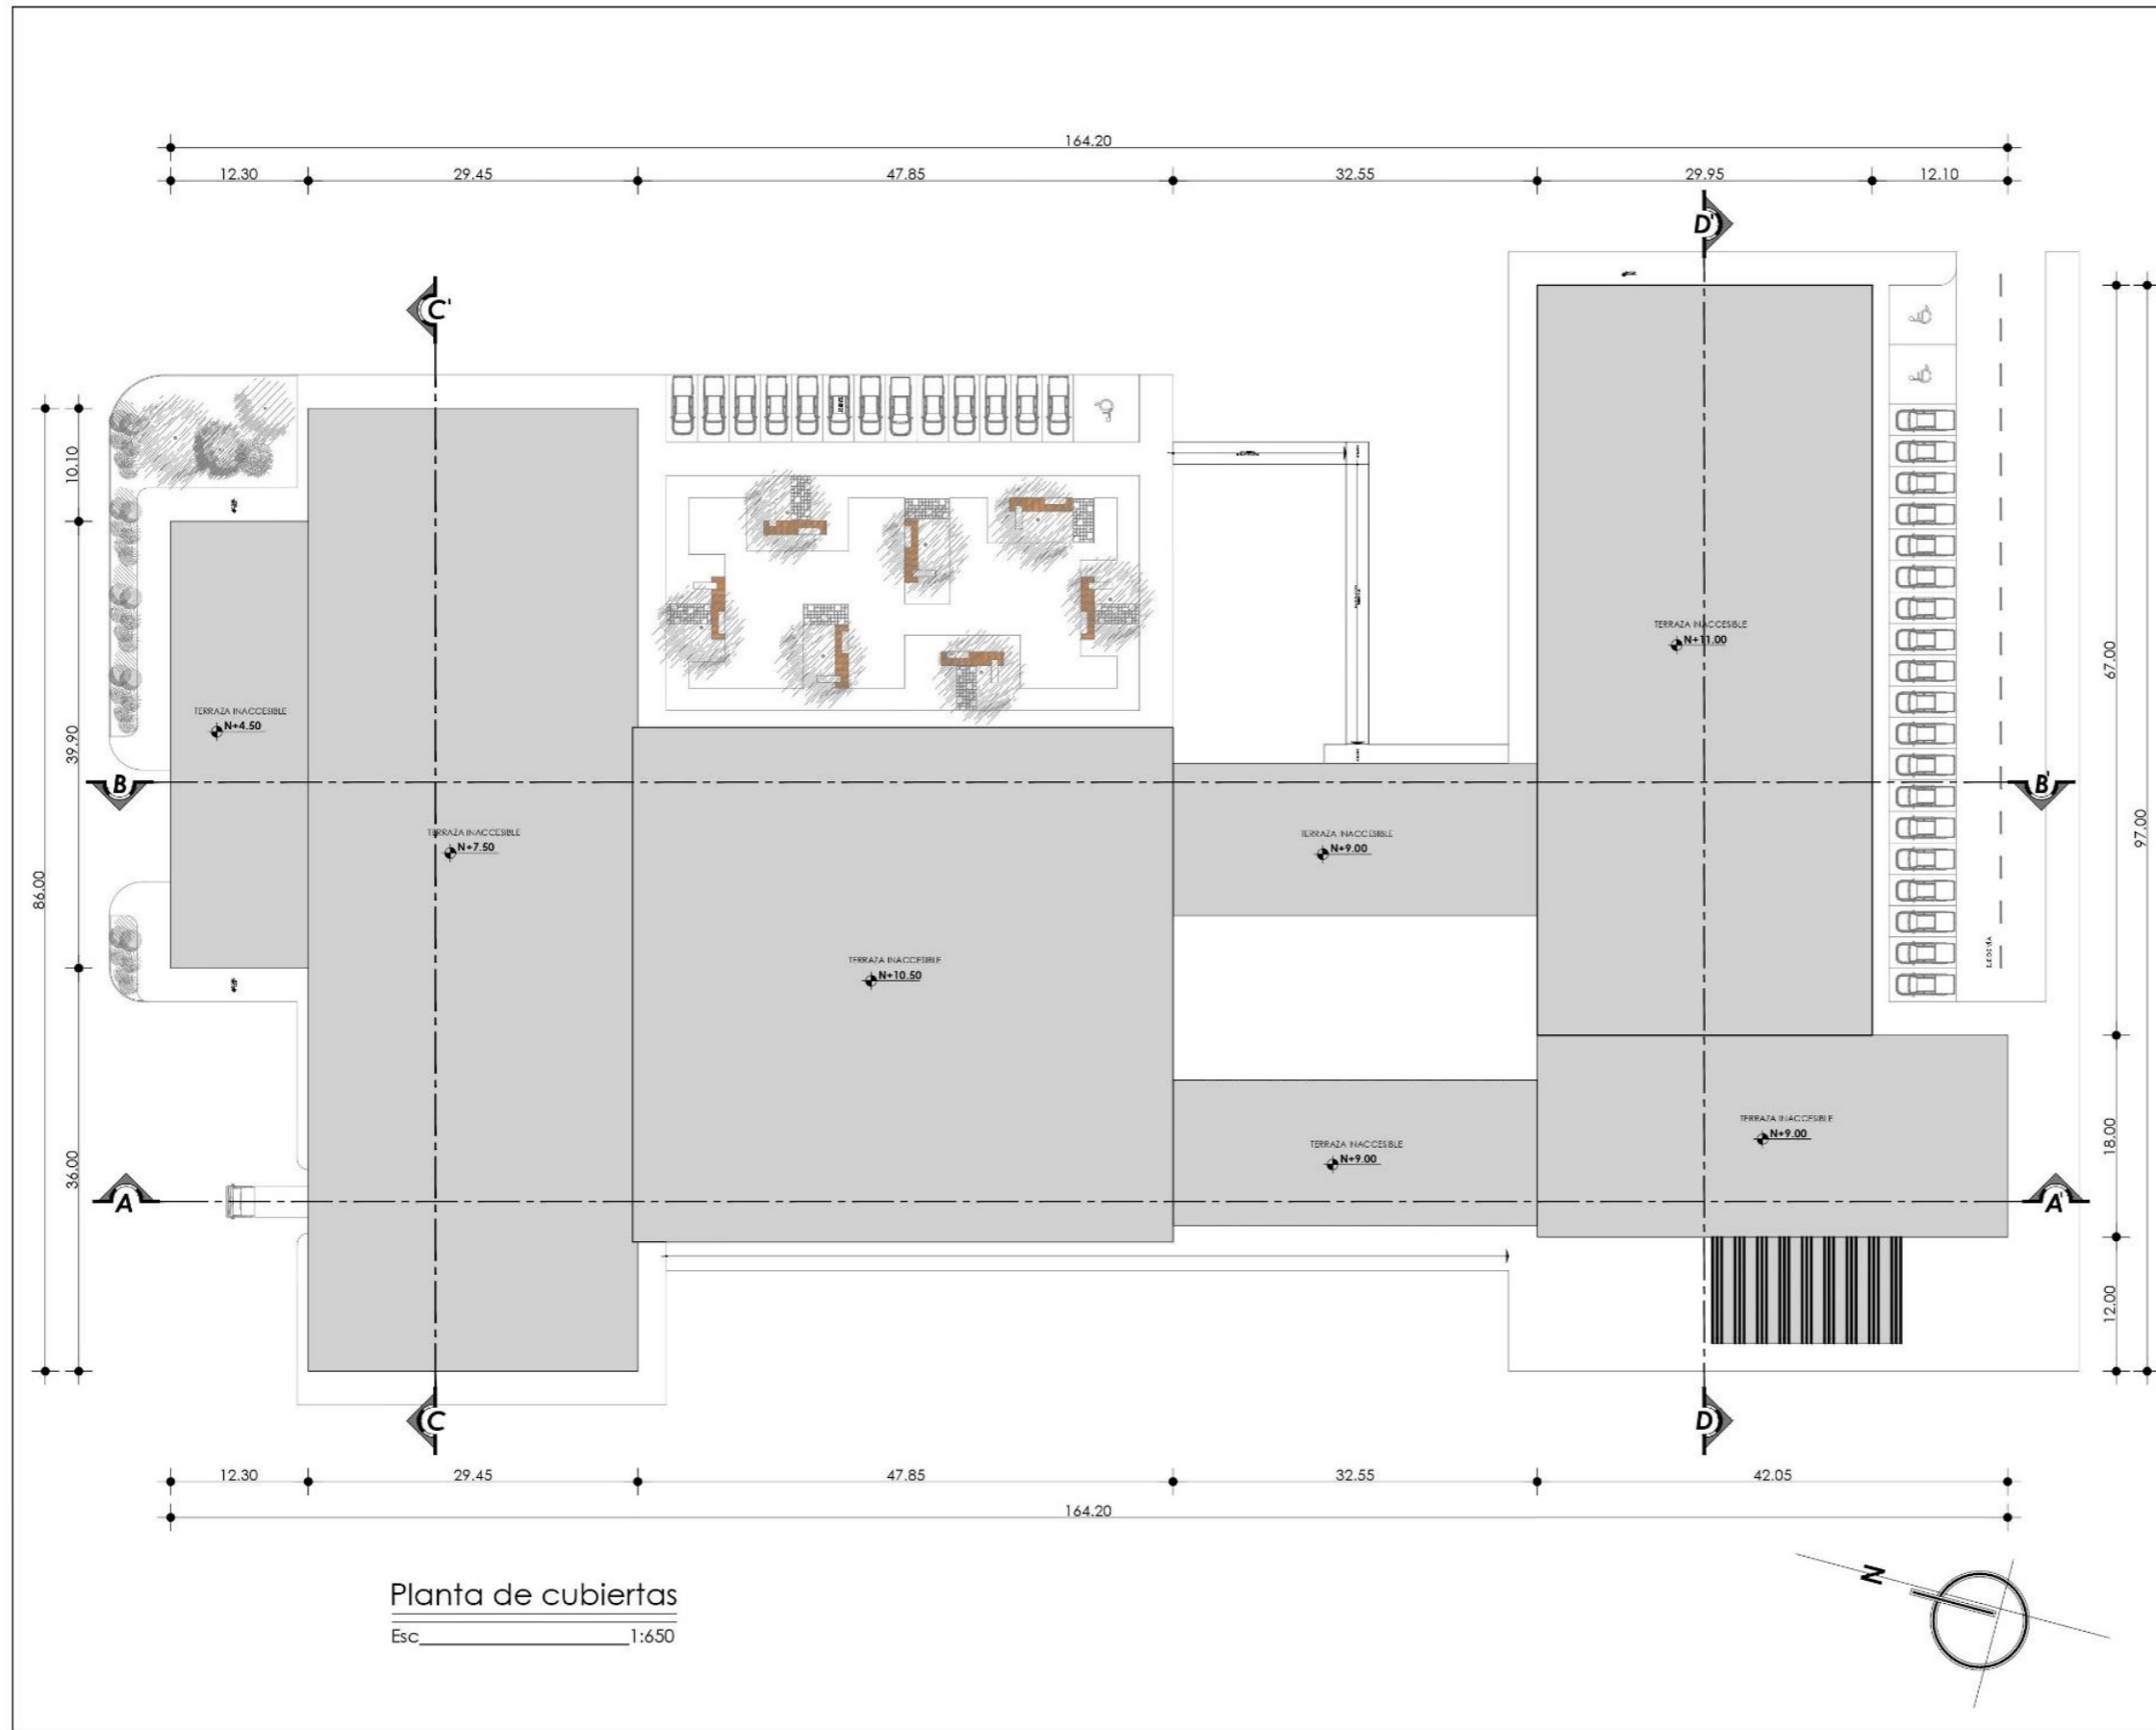 164.20
12.30 29.45 47.85 32.55 29.95 12.10
D'
C'
10.10
67.00
TERRAZA INACCESIBLE
N+11.00
TERRAZA INACCESIBLE
N+4.50
39.90
B B'
TERRAZA INACCESIBLE
N+7.50
TERRAZA INACCESIBLE
N+9.00
97.00
86.00
TERRAZA INACCESIBLE
N+10.50
TERRAZA INACCESIBLE
N+9.00
18.00
TERRAZA INACCESIBLE
N+9.00
36.00
A A'
12.00
C D
12.30 29.45 47.85 32.55 42.05
164.20
N
Planta de cubiertas
Esc 1:650